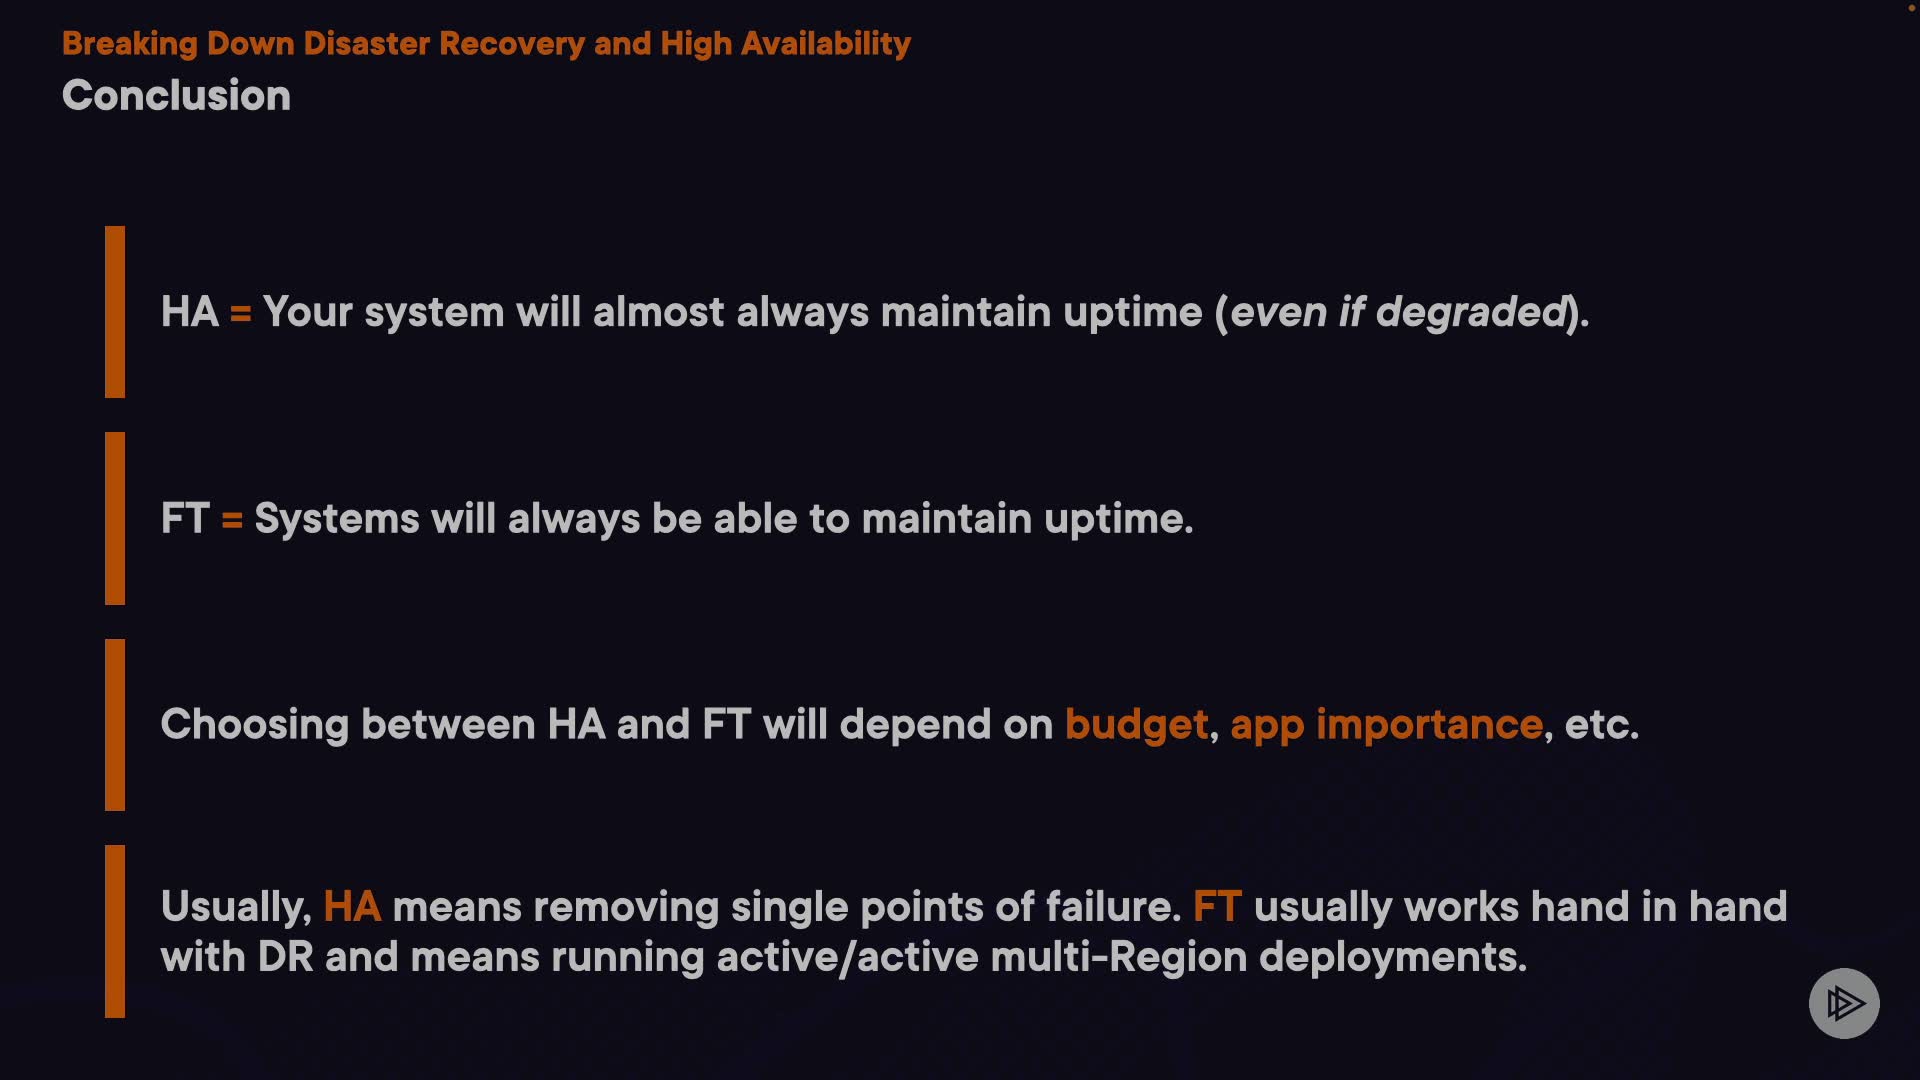 Breaking Down Disaster Recovery and High Availability
Conclusion
HA = Your system will almost always maintain uptime (even if degraded).
FT = Systems will always be able to maintain uptime.
Choosing between HA and FT will depend on budget, app importance, etc.
Usually, HA means removing single points of failure. FT usually works hand in hand
with DR and means running active/active multi-Region deployments.